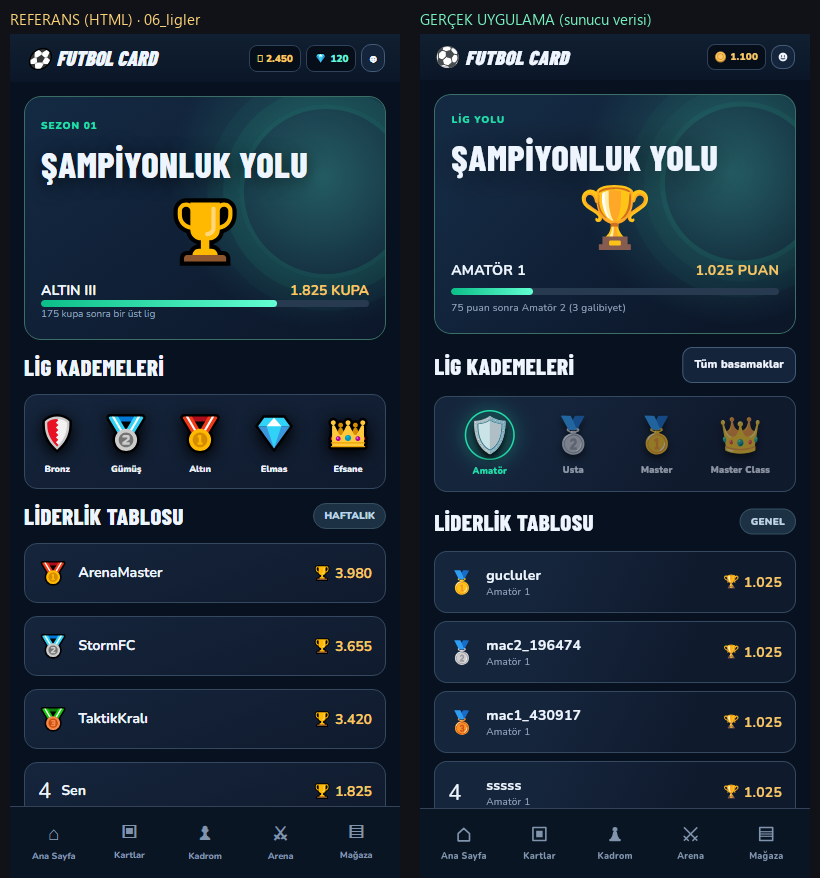 REFERANS (HTML) · 06_ligler
FUTBOL CARD
2.450
120
SEZON 01
ŞAMPİYONLUK YOLU
ALTIN III
1.825 KUPA
175 kupa sonra bir üst lig
LİG KADEMELERİ
Bronz
Gümüş
Altın
Elmas
Efsane
LİDERLİK TABLOSU
HAFTALIK
ArenaMaster
3.980
StormFC
3.655
TaktikKralı
3.420
4 Sen
1.825
Ana Sayfa
Kartlar
Kadrom
Arena
Mağaza
GERÇEK UYGULAMA (sunucu verisi)
FUTBOL CARD
1.100
LİG YOLU
ŞAMPİYONLUK YOLU
AMATÖR 1
1.025 PUAN
75 puan sonra Amatör 2 (3 galibiyet)
LİG KADEMELERİ
Tüm basamaklar
Amatör
Usta
Master
Master Class
LİDERLİK TABLOSU
GENEL
gucluler
Amatör 1
1.025
mac2_196474
Amatör 1
1.025
mac1_430917
Amatör 1
1.025
4
sssss
Amatör 1
1.025
Ana Sayfa
Kartlar
Kadrom
Arena
Mağaza